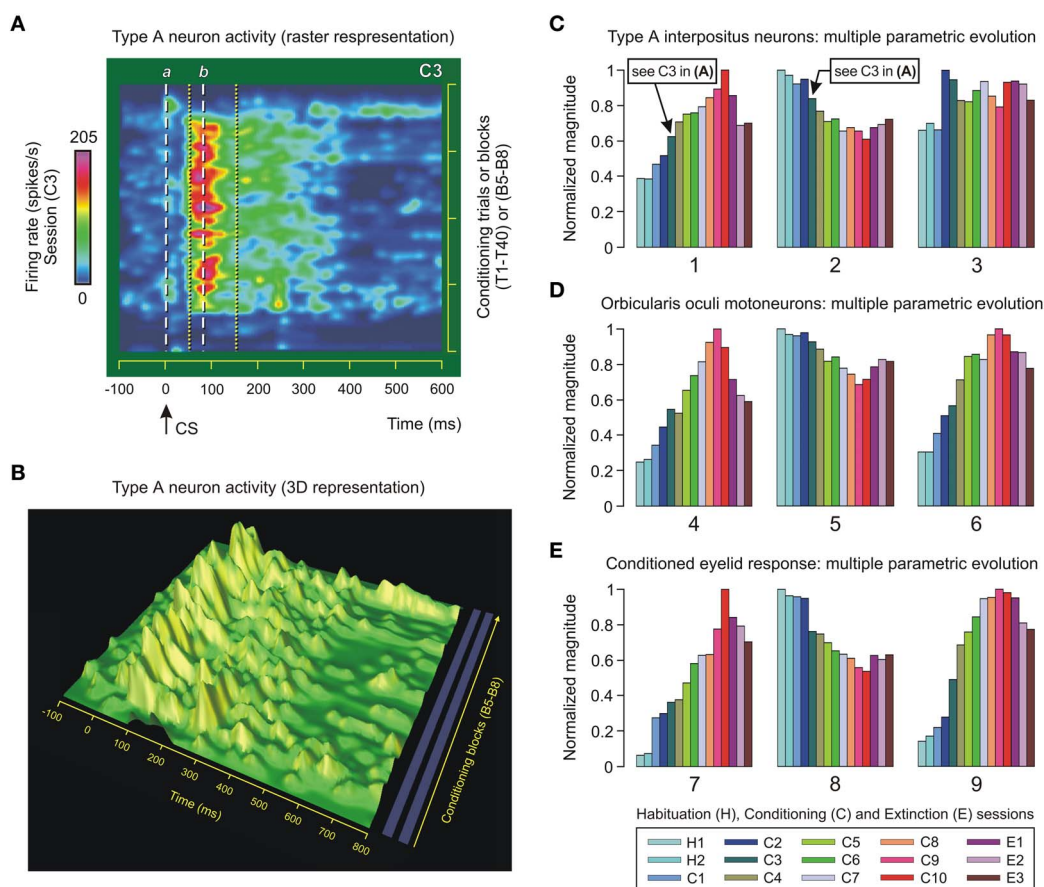 A
Type A neuron activity (raster respresentation)
a
b
C3
Firing rate (spikes/s)
Session (C3)
205
0
Conditioning trials or blocks
(T1-T40) or (B5-B8)
-100 0 100 200 300 400 500 600
CS
Time (ms)
B
Type A neuron activity (3D representation)
-100 0 100 200 300 400 500 600 700 800
Time (ms)
Conditioning blocks (B5-B8)
C
Type A interpositus neurons: multiple parametric evolution
see C3 in (A)
see C3 in (A)
Normalized magnitude
1
0.8
0.6
0.4
0.2
0
1 2 3
D
Orbicularis oculi motoneurons: multiple parametric evolution
Normalized magnitude
1
0.8
0.6
0.4
0.2
0
4 5 6
E
Conditioned eyelid response: multiple parametric evolution
Normalized magnitude
1
0.8
0.6
0.4
0.2
0
7 8 9
Habituation (H), Conditioning (C) and Extinction (E) sessions
H1 C2 C5 C8 E1
H2 C3 C6 C9 E2
C1 C4 C7 C10 E3